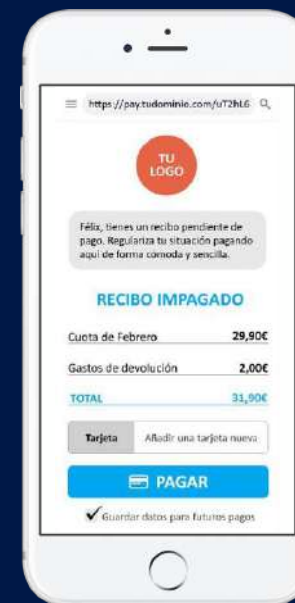 https://pay.tudominio.com/uT2hL6
TU
LOGO
Félix, tienes un recibo pendiente de
pago. Regulariza tu situación pagando
aquí de forma cómoda y sencilla.
RECIBO IMPAGADO
Cuota de Febrero 29,90€
Gastos de devolución 2,00€
TOTAL 31,90€
Tarjeta Añadir una tarjeta nueva
PAGAR
Guardar datos para futuros pagos